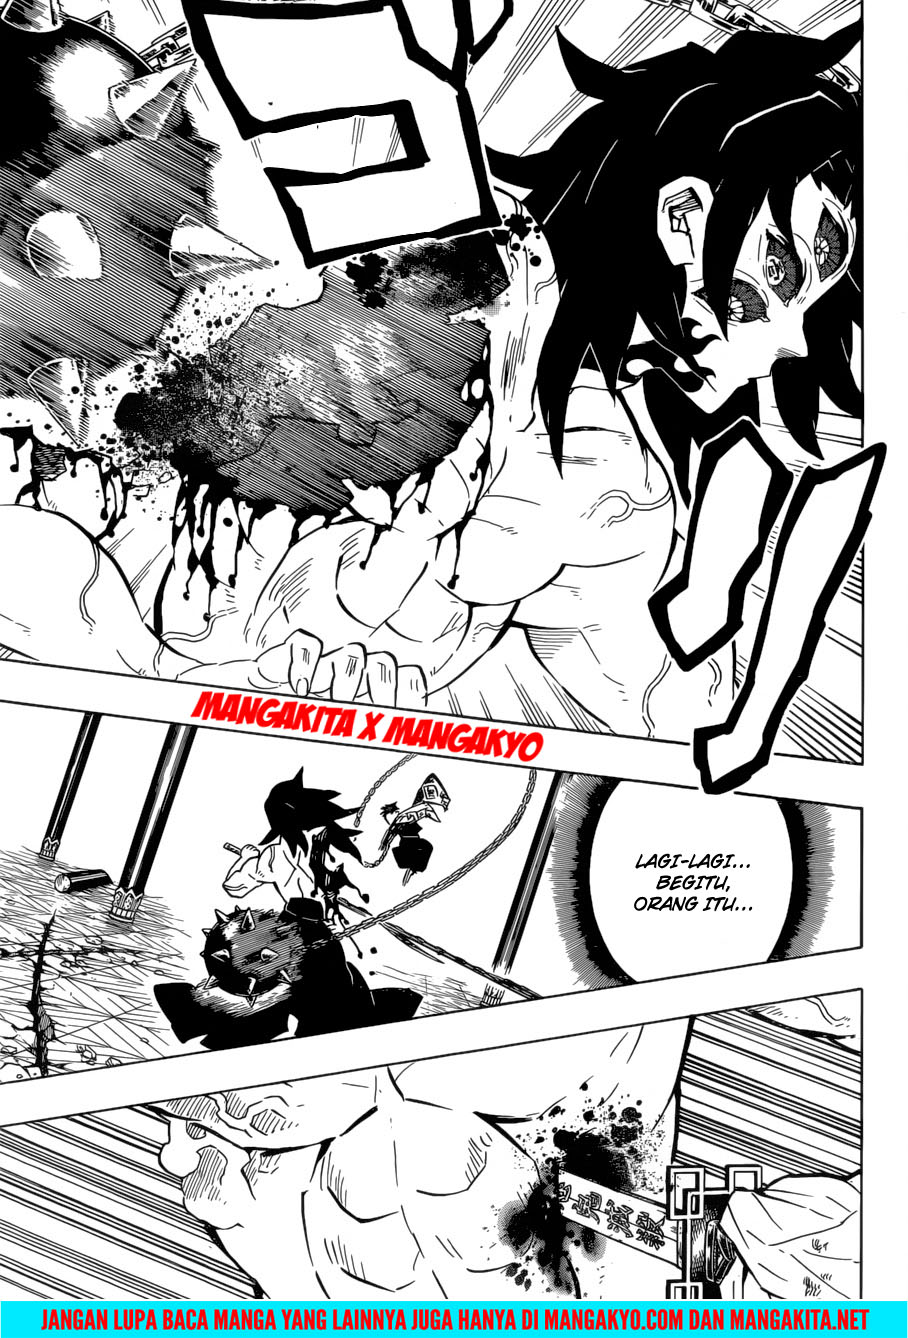 MANGAKITA X MANGAKYO
LAGI-LAGI...
BEGITU,
ORANG ITU...
JANGAN LUPA BACA MANGA YANG LAINNYA JUGA HANYA DI MANGAKYO.COM DAN MANGAKITA.NET